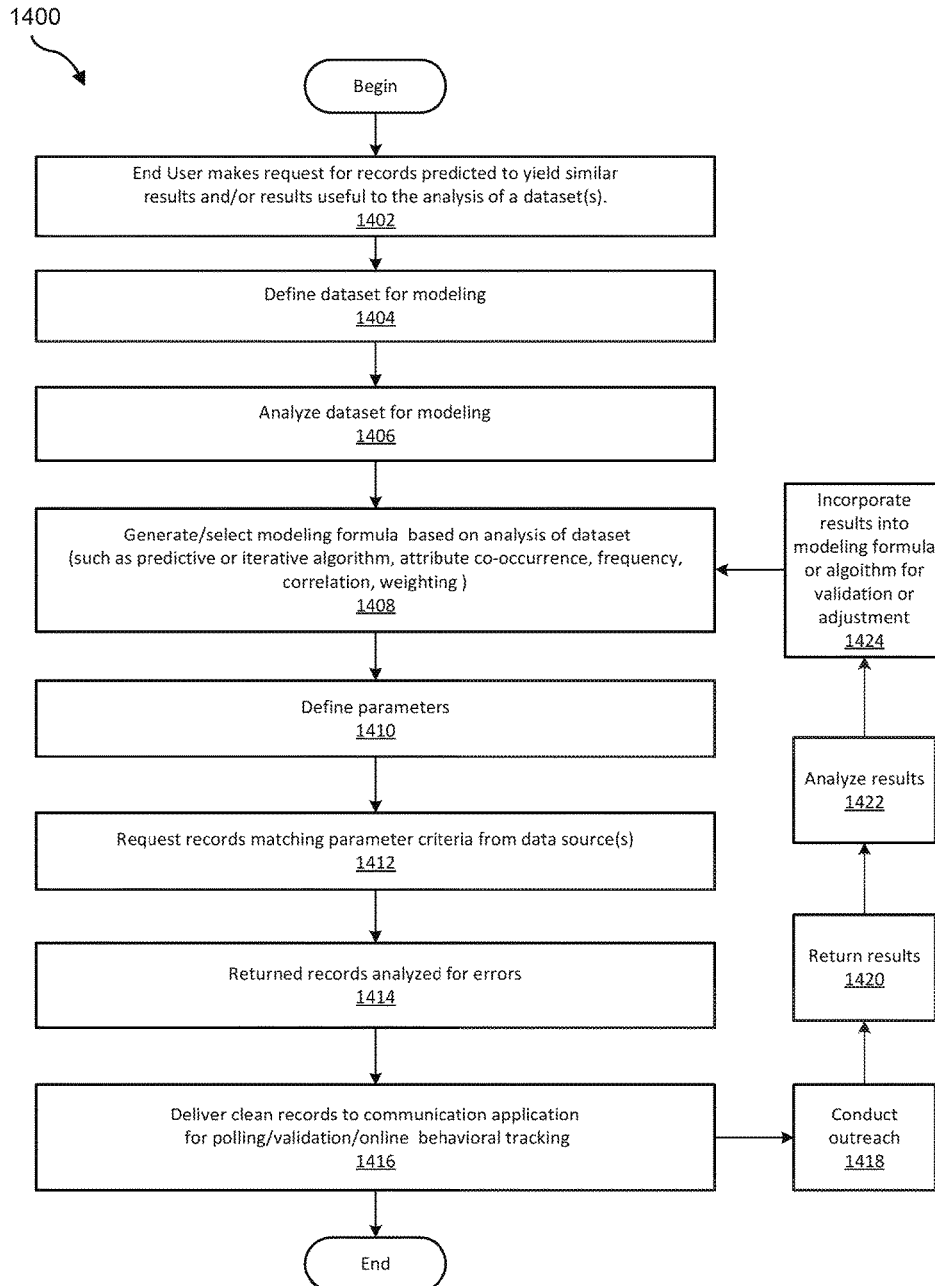 1400
Begin
End User makes request for records predicted to yield similar
results and/or results useful to the analysis of a dataset(s).
1402
Define dataset for modeling
1404
Analyze dataset for modeling
1406
Generate/select modeling formula based on analysis of dataset
(such as predictive or iterative algorithm, attribute co-occurrence, frequency,
correlation, weighting )
1408
Define parameters
1410
Request records matching parameter criteria from data source(s)
1412
Returned records analyzed for errors
1414
Deliver clean records to communication application
for polling/validation/online behavioral tracking
1416
End
Conduct
outreach
1418
Return results
1420
Analyze results
1422
Incorporate
results into
modeling formula
or algoithm for
validation or
adjustment
1424